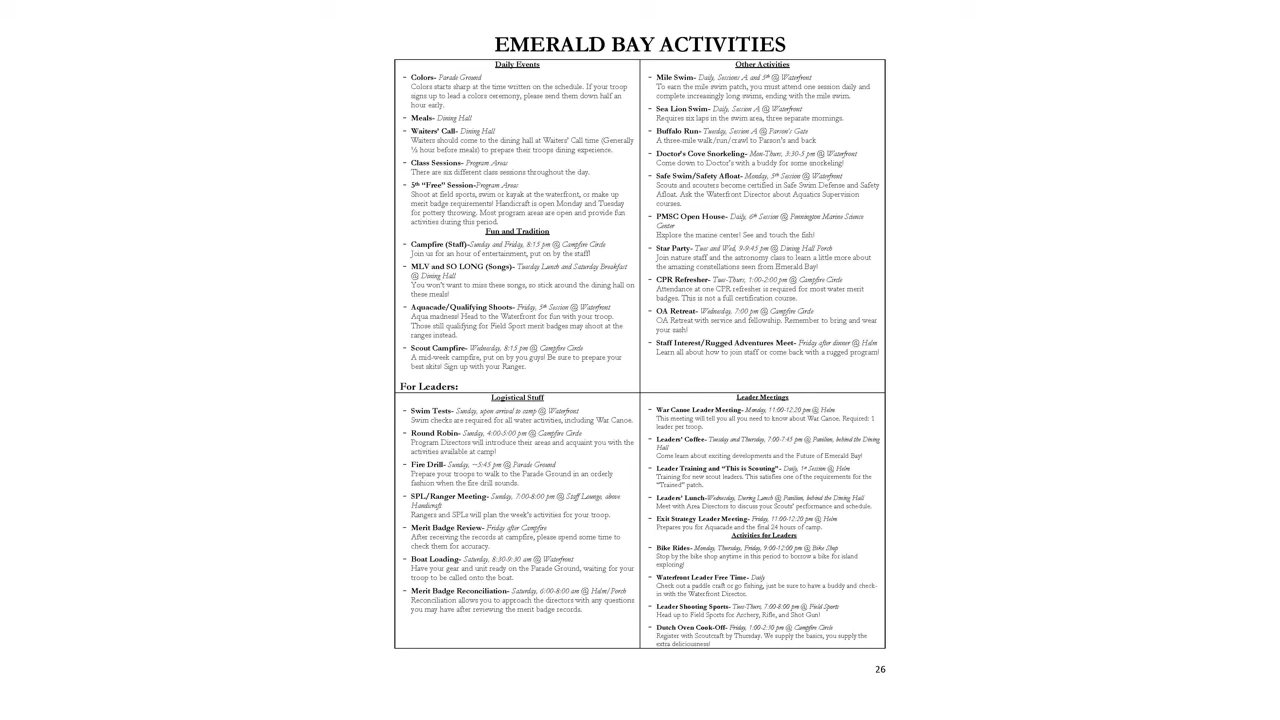 EMERALD BAY ACTIVITIES
Daily Events
- Colors- Parade Ground
Colors starts sharp at the time written on the schedule. If your troop
signs up to lead a colors ceremony, please send them down half an
hour early.
- Meals- Dining Hall
- Waiters' Call- Dining Hall
Waiters should come to the dining hall at Waiters' Call time (Generally
½ hour before meals) to prepare their troops dining experience.
- Class Sessions- Program Areas
There are six different class sessions throughout the day.
- 5th "Free" Session-Program Areas
Shoot at field sports, swim or kayak at the waterfront, or make up
merit badge requirements! Handicraft is open Monday and Tuesday
for pottery throwing. Most program areas are open and provide fun
activities during this period.
Fun and Tradition
- Campfire (Staff)-Sunday and Friday, 8:15 pm @ Campfire Circle
Join us for an hour of entertainment, put on by the staff!
- MLV and SO LONG (Songs)- Tuesday Lunch and Saturday Breakfast
@ Dining Hall
You won't want to miss these songs, so stick around the dining hall on
these meals!
- Aquacade/Qualifying Shoots- Friday, 5th Session @ Waterfront
Aqua madness! Head to the Waterfront for fun with your troop.
Those still qualifying for Field Sport merit badges may shoot at the
ranges instead.
- Scout Campfire- Wednesday, 8:15 pm @ Campfire Circle
A mid-week campfire, put on by you guys! Be sure to prepare your
best skits! Sign up with your Ranger.
Other Activities
- Mile Swim- Daily, Sessions A and 5th @ Waterfront
To earn the mile swim patch, you must attend one session daily and
complete increasingly long swims, ending with the mile swim.
- Sea Lion Swim- Daily, Session A @ Waterfront
Requires six laps in the swim area, three separate mornings.
- Buffalo Run- Tuesday, Session A @ Parson's Gate
A three-mile walk/run/crawl to Parson's and back
- Doctor's Cove Snorkeling- Mon-Thurs, 3:30-5 pm @ Waterfront
Come down to Doctor's with a buddy for some snorkeling!
- Safe Swim/Safety Afloat- Monday, 5th Session @ Waterfront
Scouts and scouters become certified in Safe Swim Defense and Safety
Afloat. Ask the Waterfront Director about Aquatics Supervision
courses.
- PMSC Open House- Daily, 6th Session @ Pennington Marine Science
Center
Explore the marine center! See and touch the fish!
- Star Party- Tues and Wed, 9-9:45 pm @ Dining Hall Porch
Join nature staff and the astronomy class to learn a little more about
the amazing constellations seen from Emerald Bay!
- CPR Refresher- Tues-Thurs, 1:00-2:00 pm @ Campfire Circle
Attendance at one CPR refresher is required for most water merit
badges. This is not a full certification course.
- OA Retreat- Wednesday, 7:00 pm @ Campfire Circle
OA Retreat with service and fellowship. Remember to bring and wear
your sash!
- Staff Interest/Rugged Adventures Meet- Friday after dinner @ Helm
Learn all about how to join staff or come back with a rugged program!
For Leaders:
Logistical Stuff
- Swim Tests- Sunday, upon arrival to camp @ Waterfront
Swim checks are required for all water activities, including War Canoe.
- Round Robin- Sunday, 4:00-5:00 pm @ Campfire Circle
Program Directors will introduce their areas and acquaint you with the
activities available at camp!
- Fire Drill- Sunday, ~5:45 pm @ Parade Ground
Prepare your troops to walk to the Parade Ground in an orderly
fashion when the fire drill sounds.
- SPL/Ranger Meeting- Sunday, 7:00-8:00 pm @ Staff Lounge, above
Handicraft
Rangers and SPLs will plan the week's activities for your troop.
- Merit Badge Review- Friday after Campfire
After receiving the records at campfire, please spend some time to
check them for accuracy.
- Boat Loading- Saturday, 8:30-9:30 am @ Waterfront
Have your gear and unit ready on the Parade Ground, waiting for your
troop to be called onto the boat.
- Merit Badge Reconciliation- Saturday, 6:00-8:00 am @ Helm/Porch
Reconciliation allows you to approach the directors with any questions
you may have after reviewing the merit badge records.
Leader Meetings
- War Canoe Leader Meeting- Monday, 11:00-12:20 pm @ Helm
This meeting will tell you all you need to know about War Canoe. Required: 1
leader per troop.
- Leaders' Coffee- Tuesday and Thursday, 7:00-7:45 pm @ Pavilion, behind the Dining
Hall
Come learn about exciting developments and the Future of Emerald Bay!
- Leader Training and "This is Scouting"- Daily, 1st Session @ Helm
Training for new scout leaders. This satisfies one of the requirements for the
"Trained" patch.
- Leaders' Lunch-Wednesday, During Lunch @ Pavilion, behind the Dining Hall
Meet with Area Directors to discuss your Scouts' performance and schedule.
- Exit Strategy Leader Meeting- Friday, 11:00-12:20 pm @ Helm
Prepares you for Aquacade and the final 24 hours of camp.
Activities for Leaders
- Bike Rides- Monday, Thursday, Friday, 9:00-12:00 pm @ Bike Shop
Stop by the bike shop anytime in this period to borrow a bike for island
exploring!
- Waterfront Leader Free Time- Daily
Check out a paddle craft or go fishing, just be sure to have a buddy and check-
in with the Waterfront Director.
- Leader Shooting Sports- Tues-Thurs, 7:00-8:00 pm @ Field Sports
Head up to Field Sports for Archery, Rifle, and Shot Gun!
- Dutch Oven Cook-Off- Friday, 1:00-2:30 pm @ Campfire Circle
Register with Scoutcraft by Thursday. We supply the basics, you supply the
extra deliciousness!
26